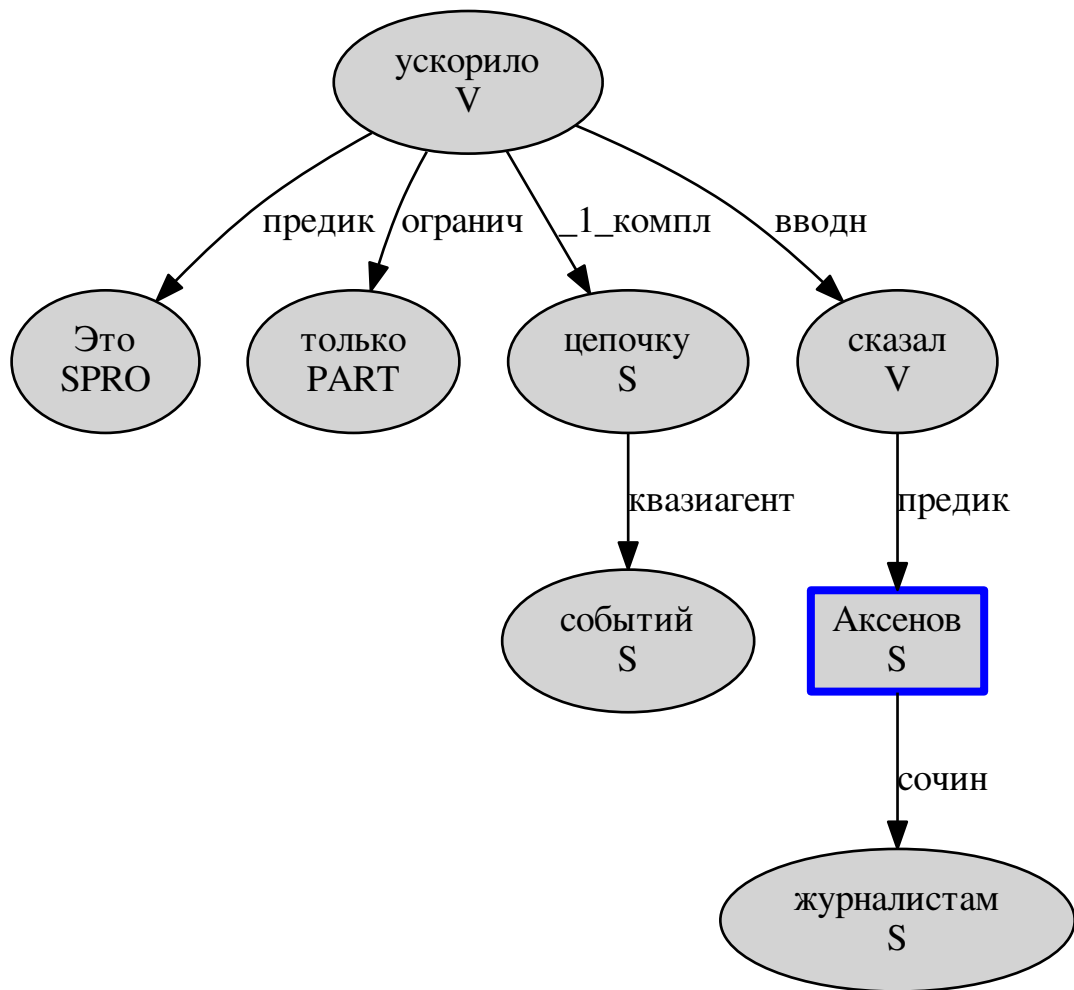 ускорило
V
предик
огранич
_1_компл
вводн
Это
SPRO
только
PART
цепочку
S
сказал
V
квазиагент
предик
событий
S
Аксенов
S
сочин
журналистам
S